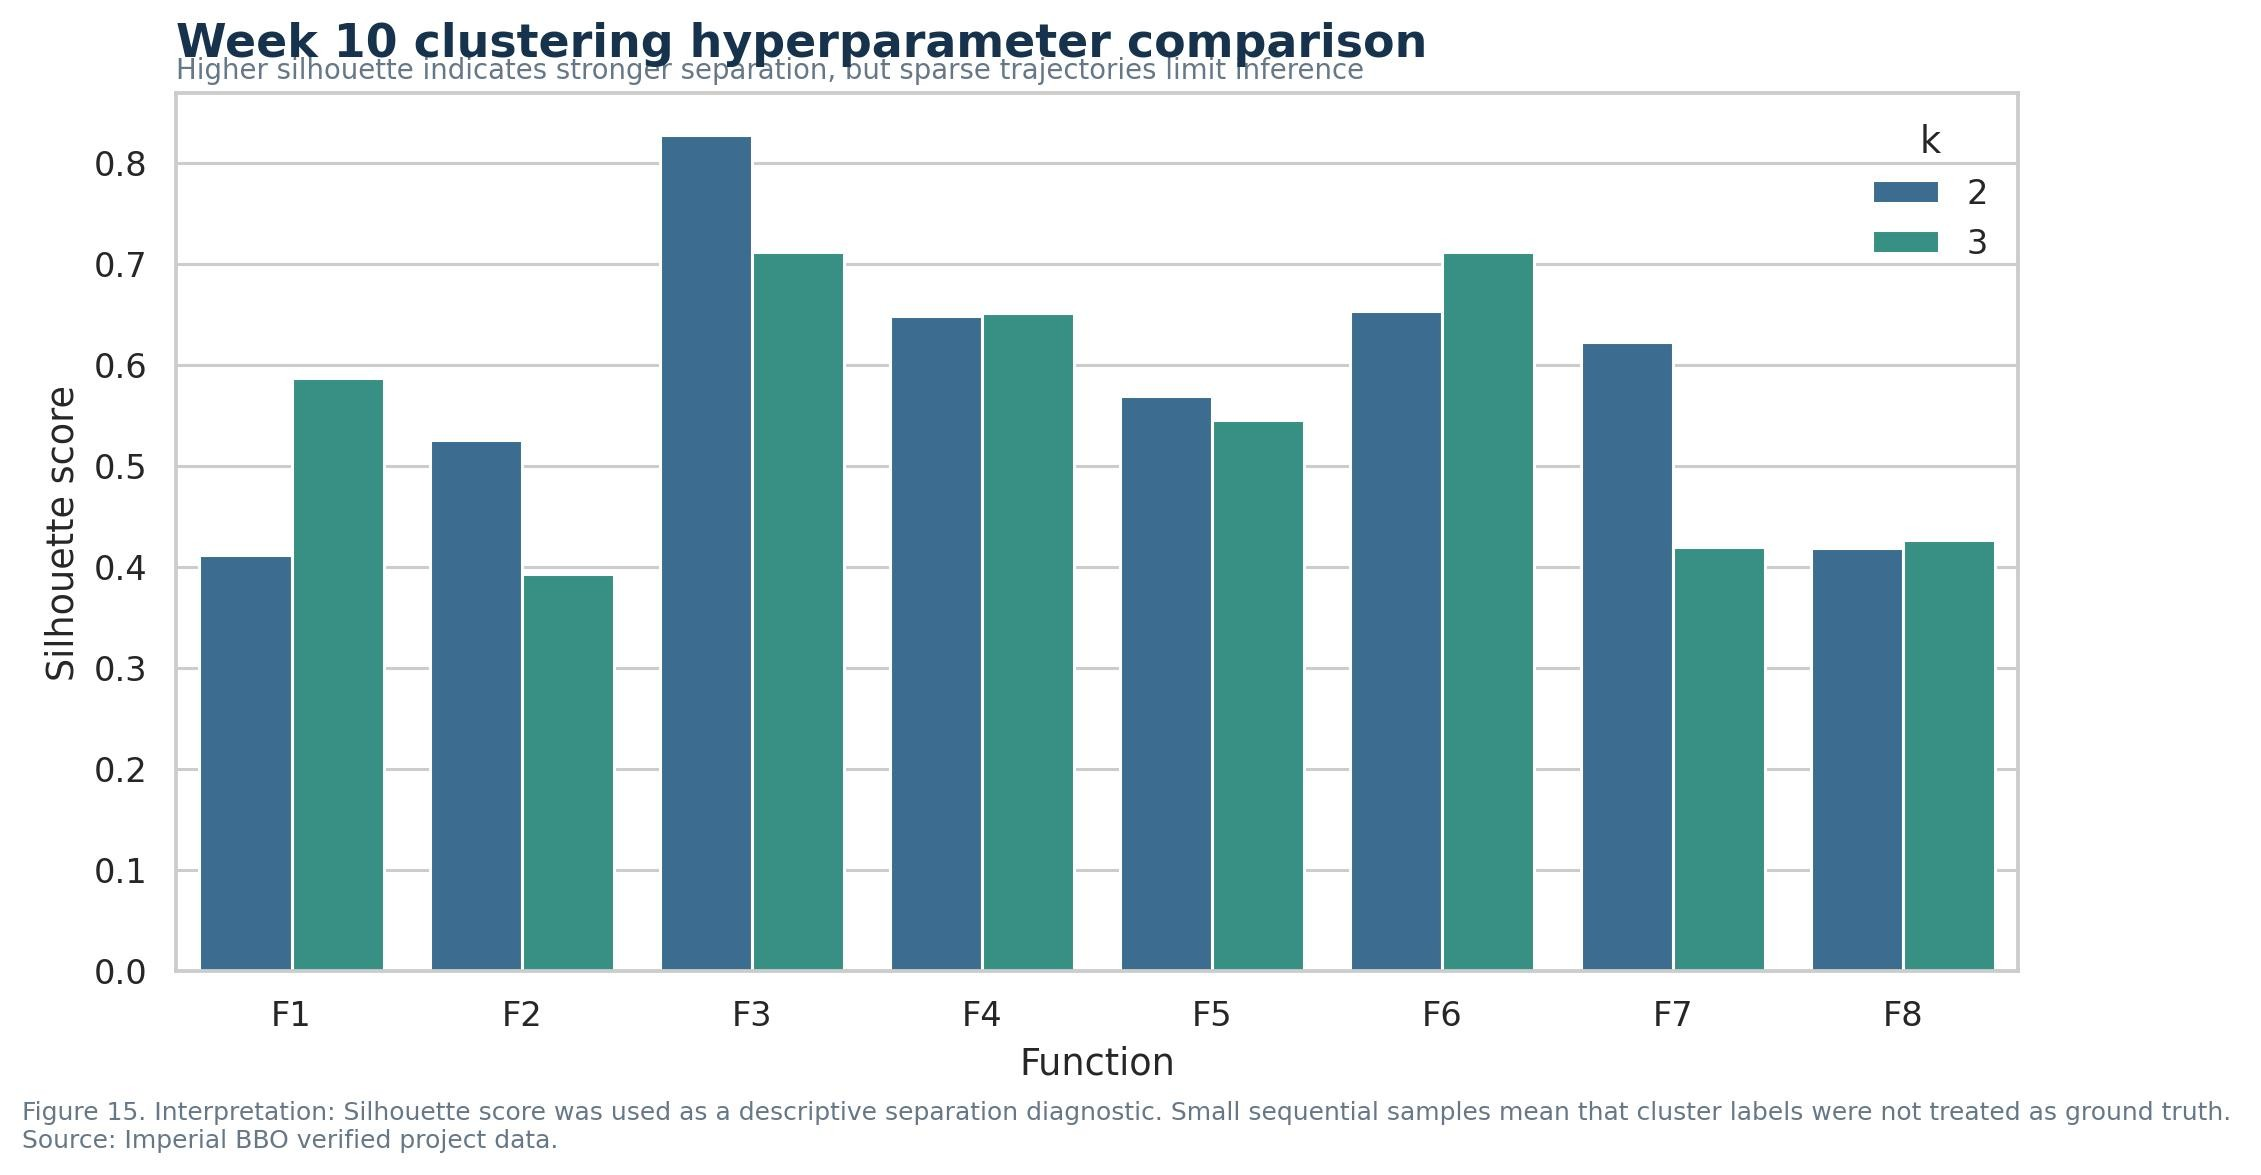 Week 10 clustering hyperparameter comparison
Higher silhouette indicates stronger separation, but sparse trajectories limit inference
k
2
3
0.8
0.7
0.6
0.5
0.4
0.3
0.2
0.1
0.0
Silhouette score
F1 F2 F3 F4 F5 F6 F7 F8
Function
Figure 15. Interpretation: Silhouette score was used as a descriptive separation diagnostic. Small sequential samples mean that cluster labels were not treated as ground truth.
Source: Imperial BBO verified project data.